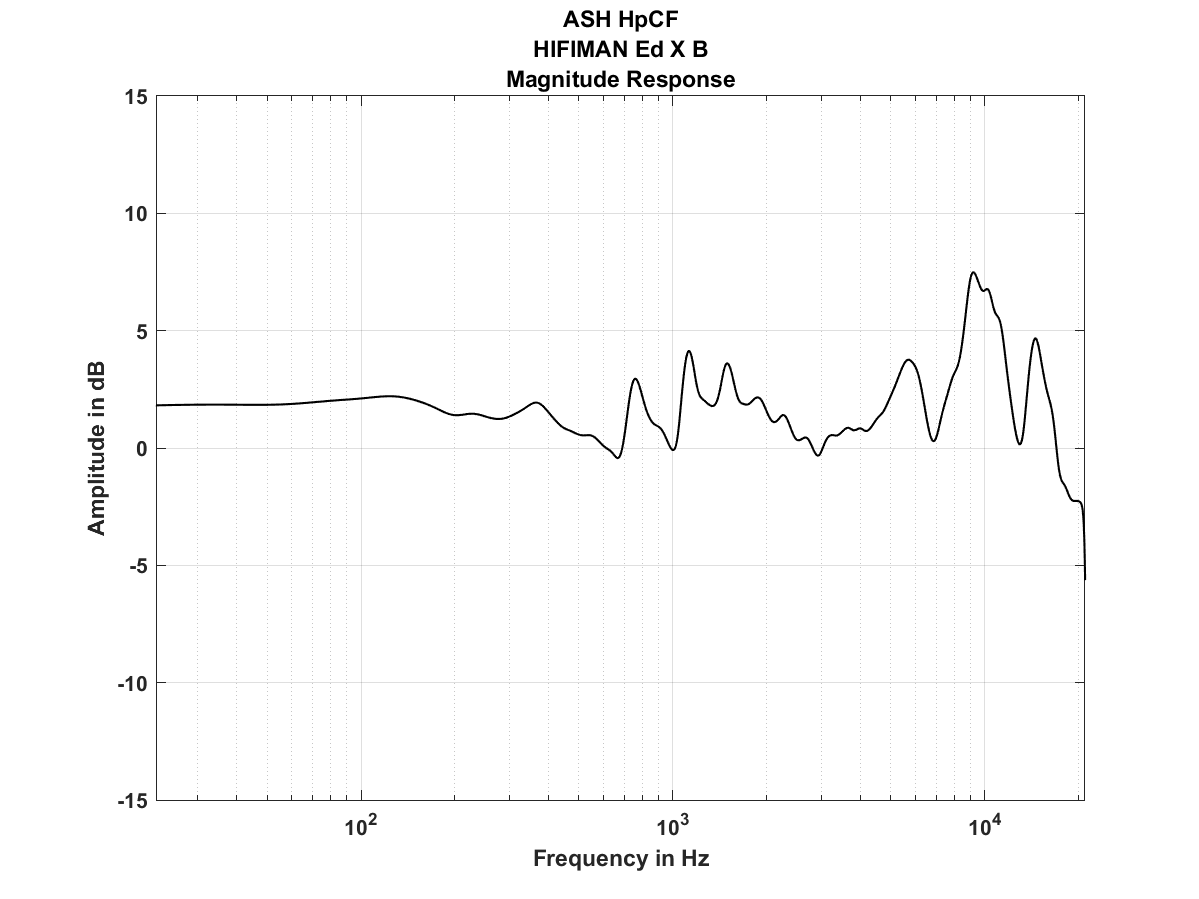 ASH HpCF
HIFIMAN Ed X B
Magnitude Response
15
10
5
0
-5
-10
-15
Amplitude in dB
10²
10³
10⁴
Frequency in Hz